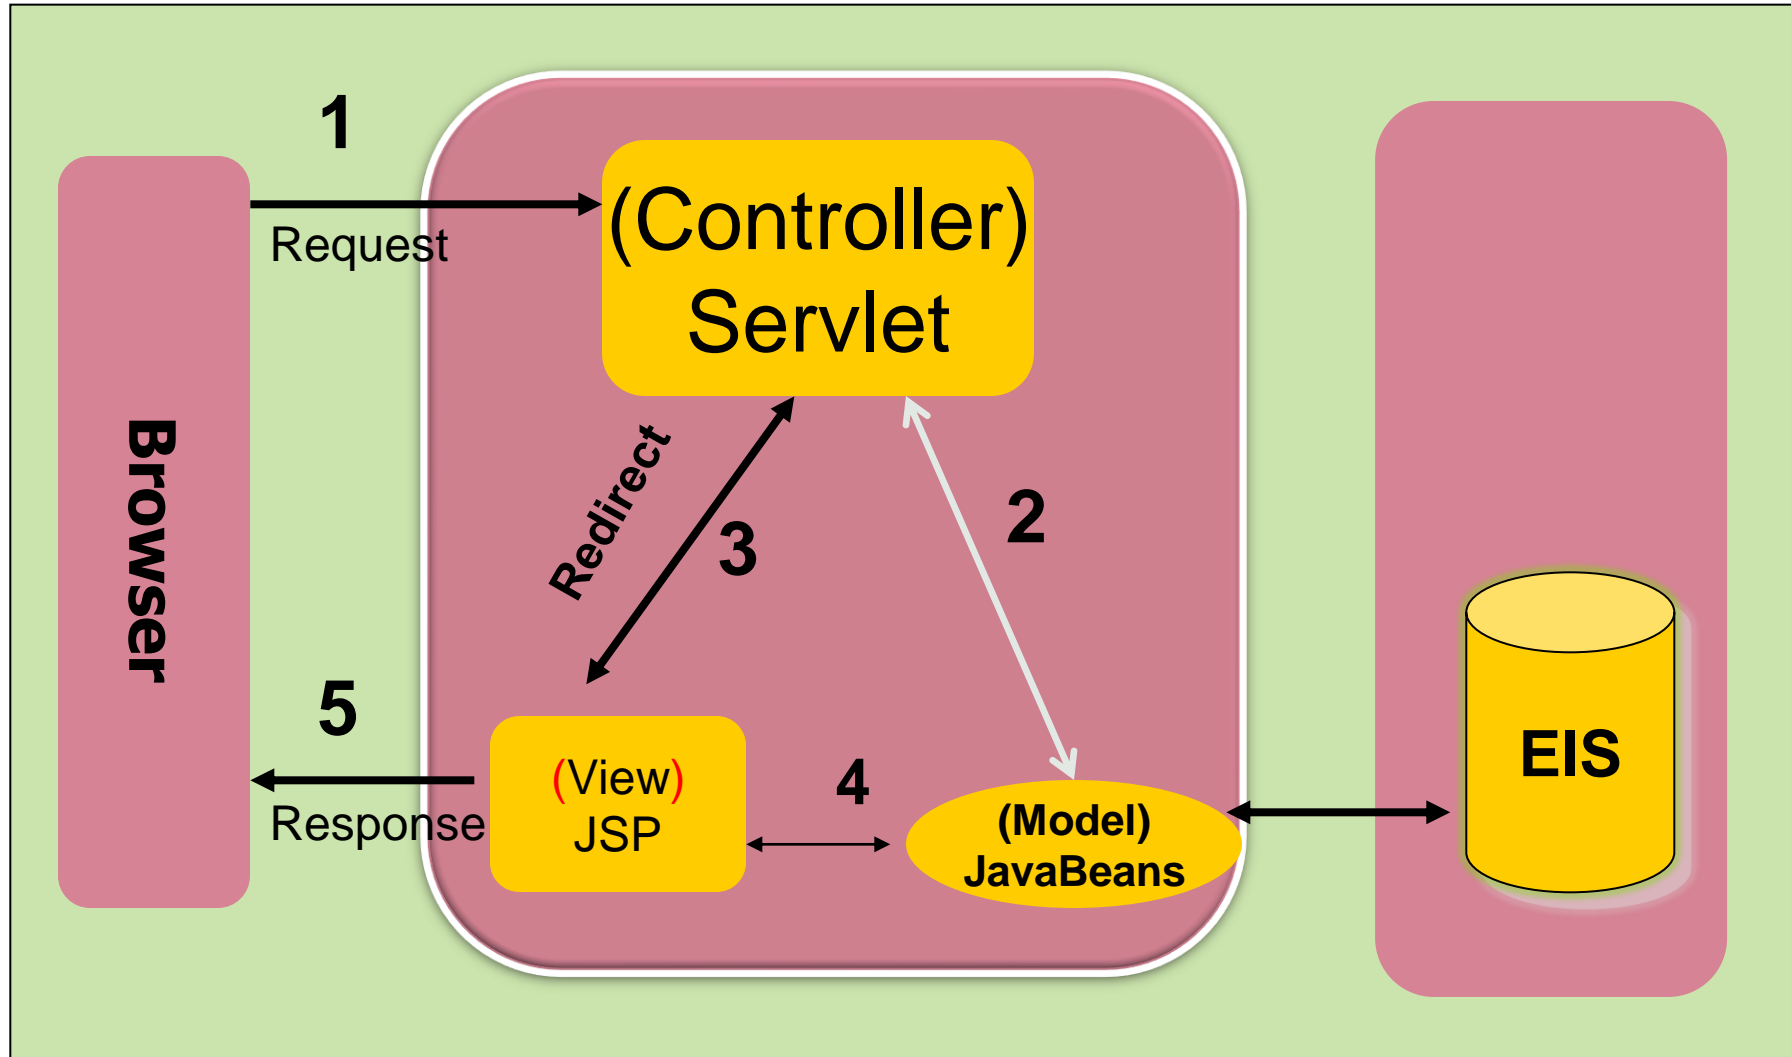 1
Request
(Controller)
Servlet
Browser
Redirect
3
2
5
Response
(View)
JSP
4
(Model)
JavaBeans
EIS